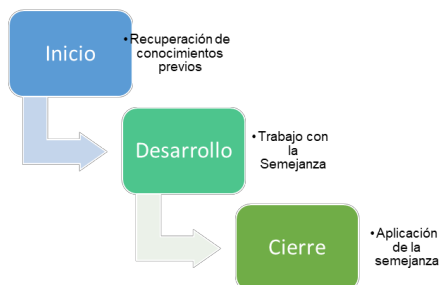 Inicio
• Recuperación de
conocimientos
previos
Desarrollo
• Trabajo con
la
Semejanza
Cierre
• Aplicación
de la
semejanza